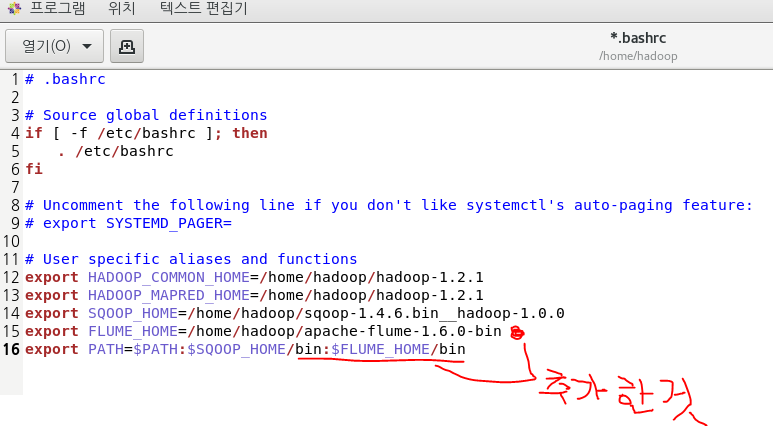 프로그램 위치 텍스트 편집기
열기(O)
*.bashrc
/home/hadoop
1 # .bashrc
2
3 # Source global definitions
4 if [ -f /etc/bashrc ]; then
5 . /etc/bashrc
6 fi
7
8 # Uncomment the following line if you don't like systemctl's auto-paging feature:
9 # export SYSTEMD_PAGER=
10
11 # User specific aliases and functions
12 export HADOOP_COMMON_HOME=/home/hadoop/hadoop-1.2.1
13 export HADOOP_MAPRED_HOME=/home/hadoop/hadoop-1.2.1
14 export SQOOP_HOME=/home/hadoop/sqoop-1.4.6.bin__hadoop-1.0.0
15 export FLUME_HOME=/home/hadoop/apache-flume-1.6.0-bin
16 export PATH=$PATH:$SQOOP_HOME/bin:$FLUME_HOME/bin
추가 한 것